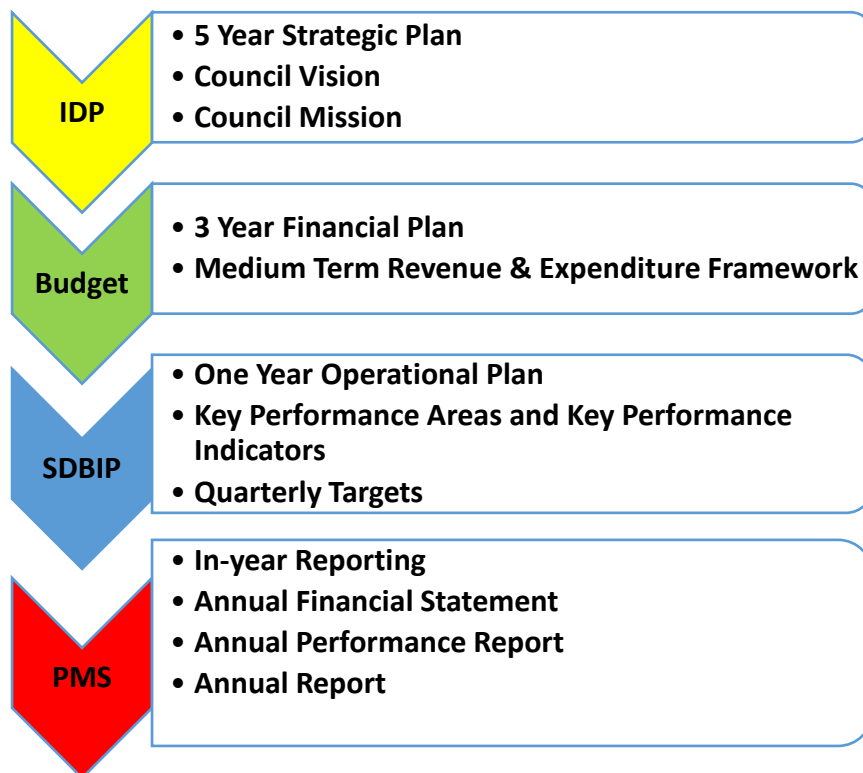 IDP
• 5 Year Strategic Plan
• Council Vision
• Council Mission
Budget
• 3 Year Financial Plan
• Medium Term Revenue & Expenditure Framework
SDBIP
• One Year Operational Plan
• Key Performance Areas and Key Performance
Indicators
• Quarterly Targets
PMS
• In-year Reporting
• Annual Financial Statement
• Annual Performance Report
• Annual Report